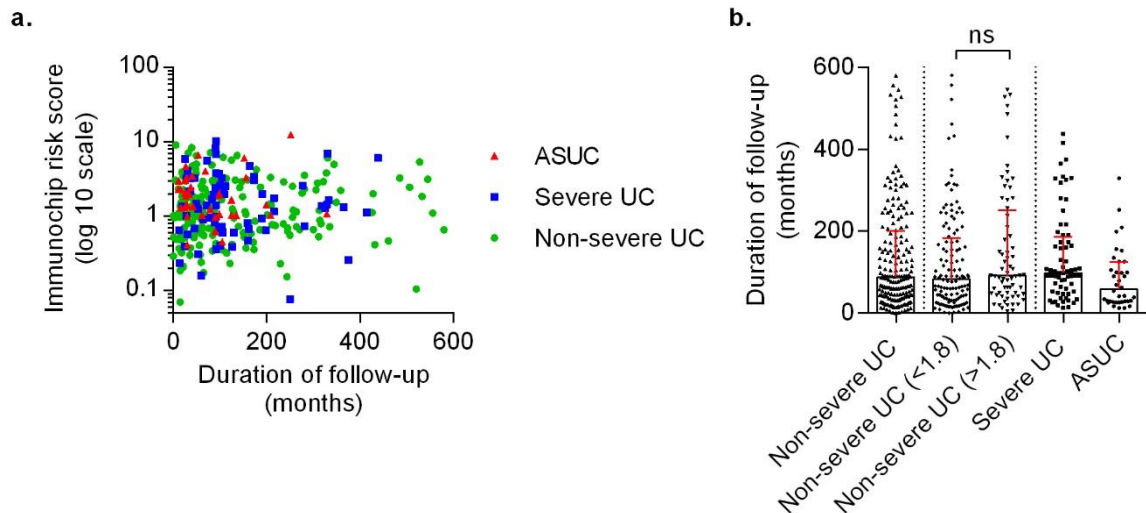 a.
Immunochip risk score
(log 10 scale)
100
10
1
0.1
0
200
400
600
Duration of follow-up
(months)
ASUC
Severe UC
Non-severe UC
b.
ns
Duration of follow-up
(months)
600
400
200
0
Non-severe UC
Non-severe UC (<1.8)
Non-severe UC (>1.8)
Severe UC
ASUC